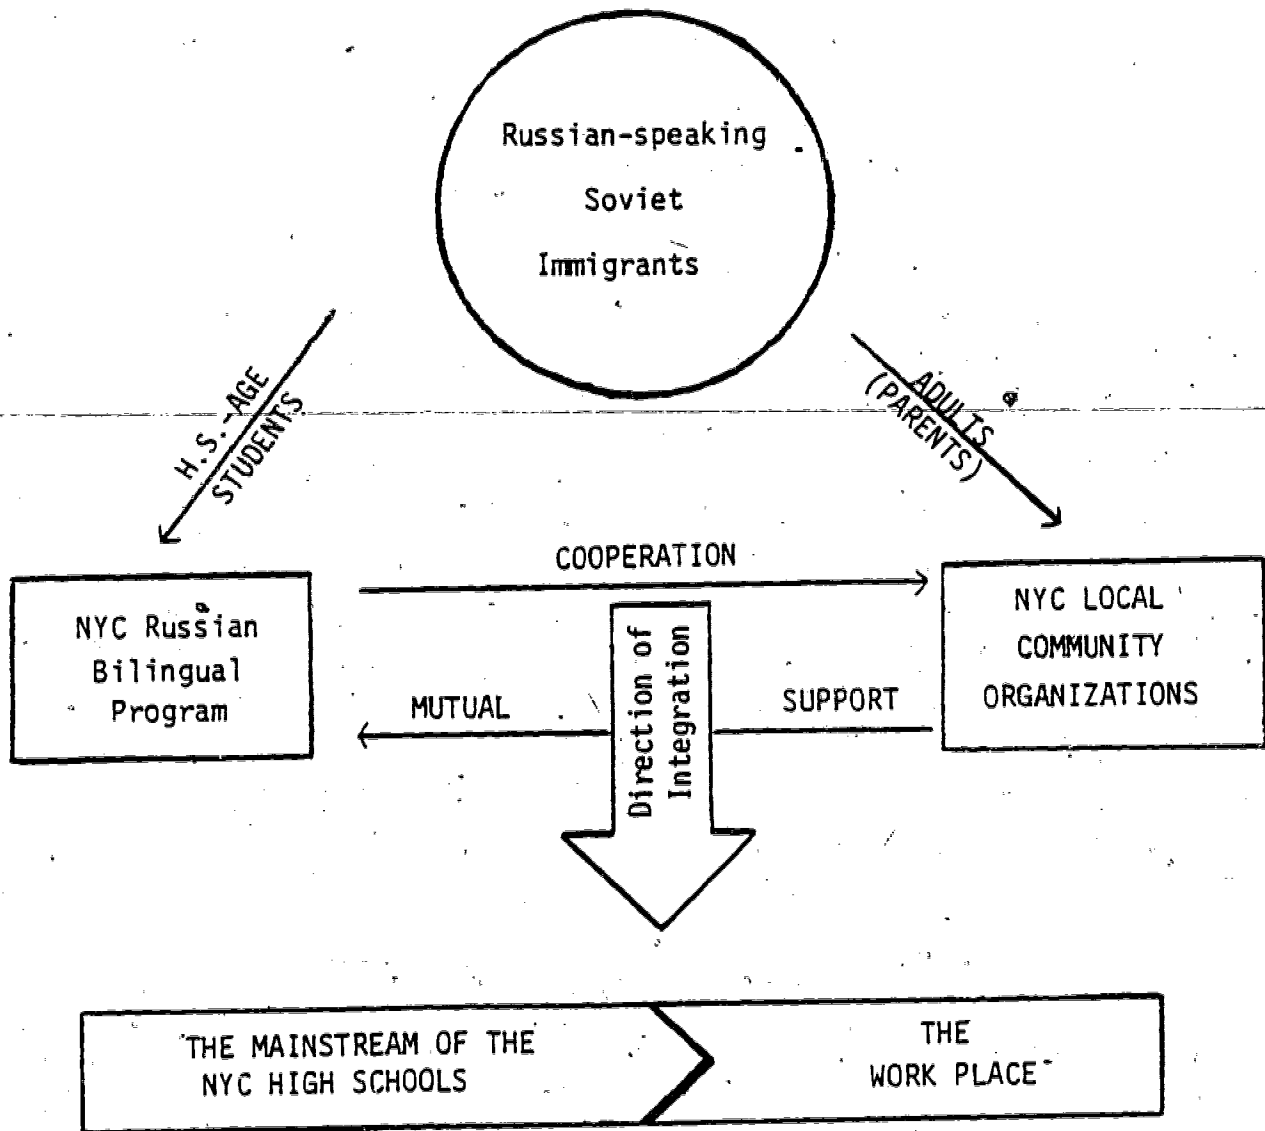 Russian-speaking
Soviet
Immigrants
H.S.-AGE
STUDENTS
ADULTS
(PARENTS)
COOPERATION
NYC Russian
Bilingual
Program
NYC LOCAL
COMMUNITY
ORGANIZATIONS
MUTUAL
SUPPORT
Direction of
Integration
THE MAINSTREAM OF THE
NYC HIGH SCHOOLS
THE
WORK PLACE